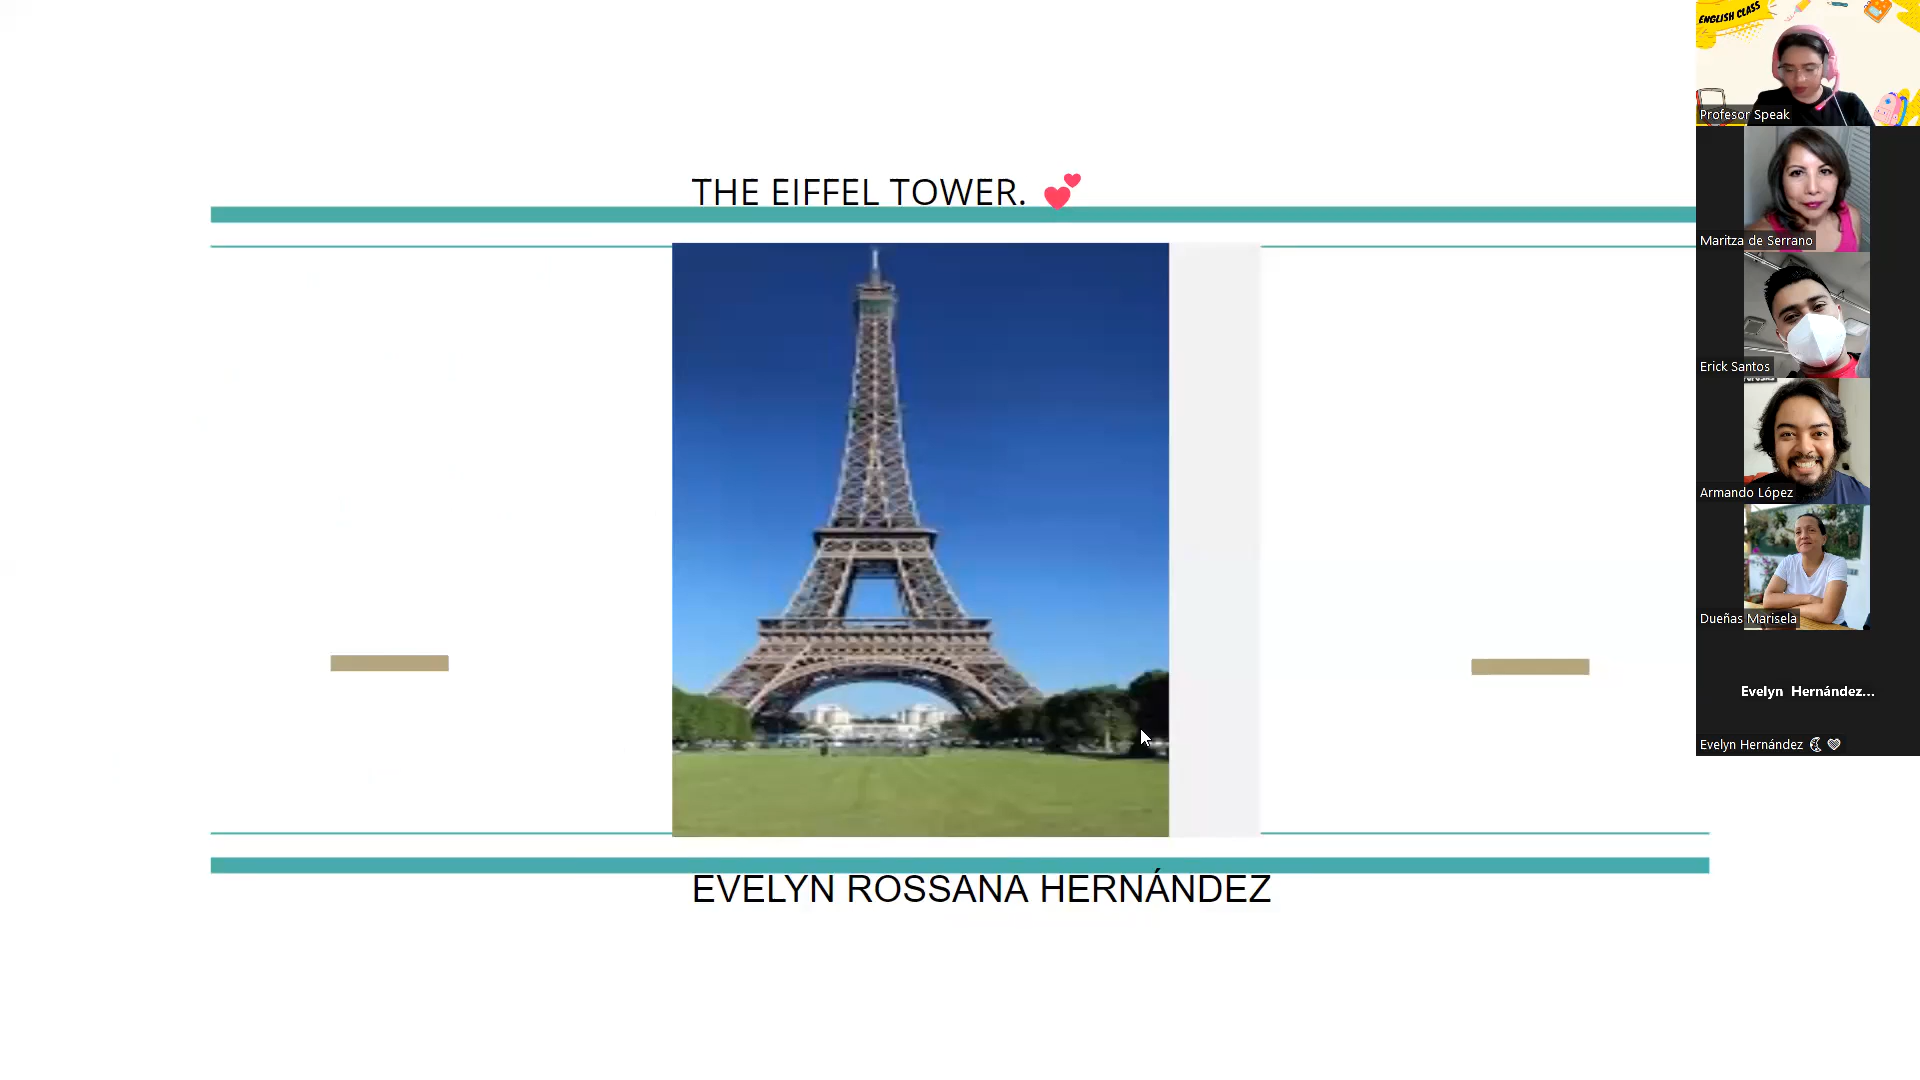 THE EIFFEL TOWER. 💕
EVELYN ROSSANA HERNÁNDEZ
ENGLISH CLASS
Profesor Speak
Maritza de Serrano
Erick Santos
Armando López
Dueñas Marisela
Evelyn Hernández...
Evelyn Hernández